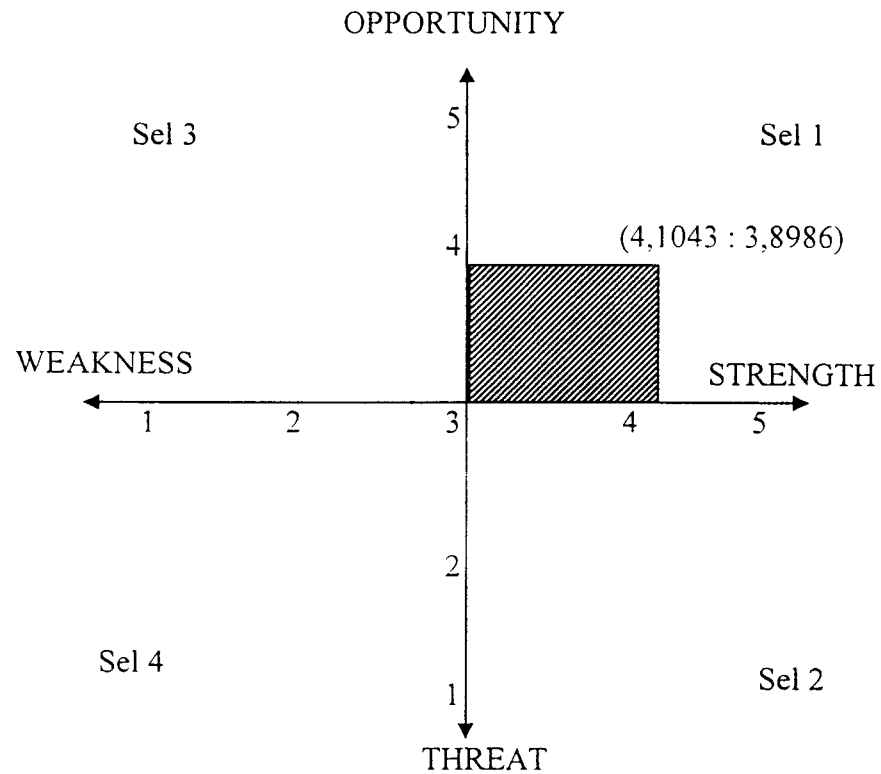 OPPORTUNITY
5
Sel 3
Sel 1
4
(4,1043 : 3,8986)
WEAKNESS
STRENGTH
1 2 3 4 5
2
Sel 4
Sel 2
1
THREAT